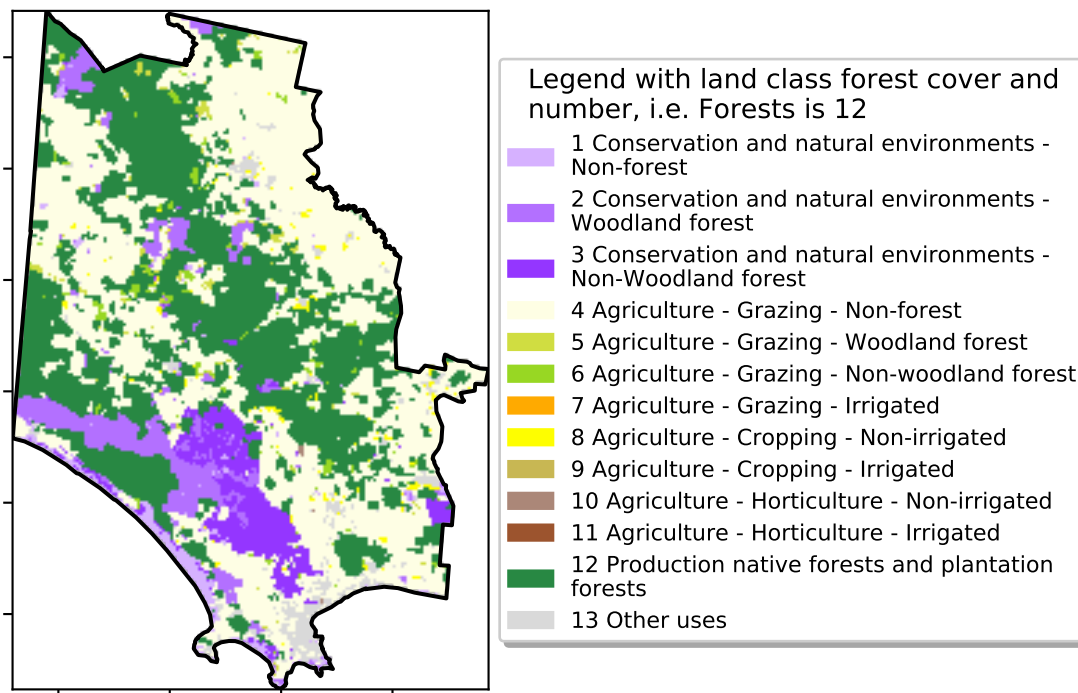 Legend with land class forest cover and
number, i.e. Forests is 12
1 Conservation and natural environments -
Non-forest
2 Conservation and natural environments -
Woodland forest
3 Conservation and natural environments -
Non-Woodland forest
4 Agriculture - Grazing - Non-forest
5 Agriculture - Grazing - Woodland forest
6 Agriculture - Grazing - Non-woodland forest
7 Agriculture - Grazing - Irrigated
8 Agriculture - Cropping - Non-irrigated
9 Agriculture - Cropping - Irrigated
10 Agriculture - Horticulture - Non-irrigated
11 Agriculture - Horticulture - Irrigated
12 Production native forests and plantation
forests
13 Other uses